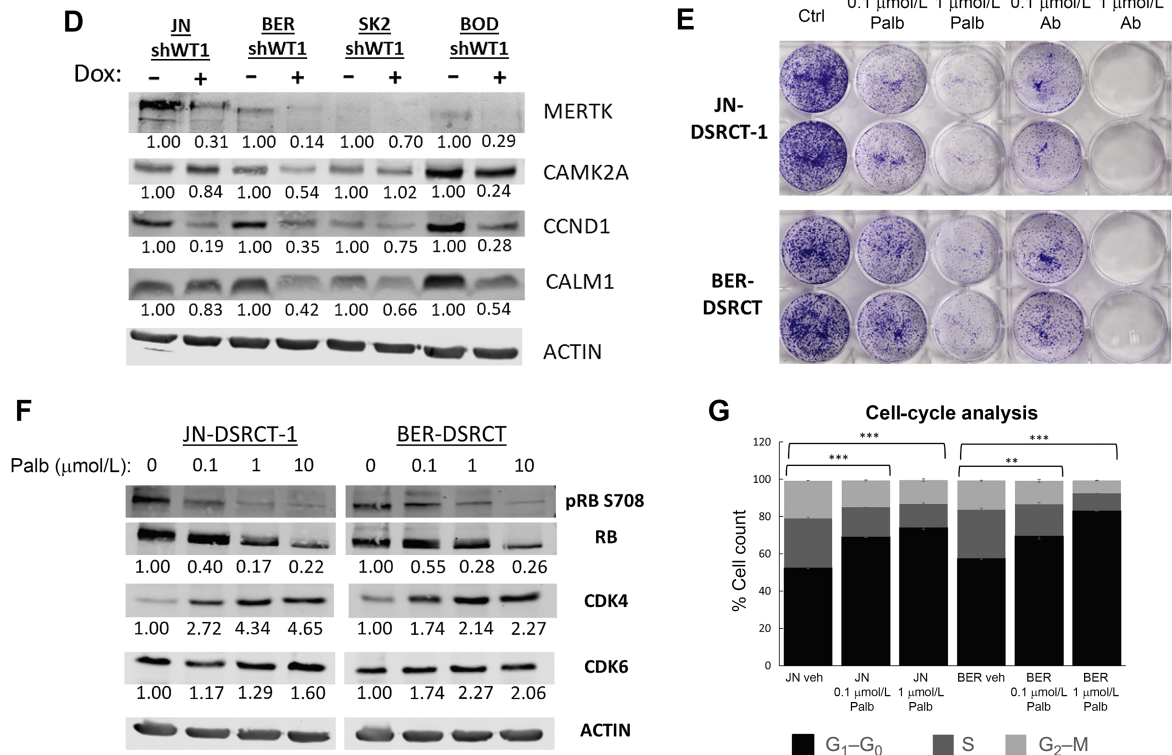 D
JN BER SK2 BOD
shWT1 shWT1 shWT1 shWT1
Dox: – + – + – + – +
MERTK
1.00 0.31 1.00 0.14 1.00 0.70 1.00 0.29
CAMK2A
1.00 0.84 1.00 0.54 1.00 1.02 1.00 0.24
CCND1
1.00 0.19 1.00 0.35 1.00 0.75 1.00 0.28
CALM1
1.00 0.83 1.00 0.42 1.00 0.66 1.00 0.54
ACTIN
E
0.1 μmol/L 1 μmol/L 0.1 μmol/L 1 μmol/L
Ctrl Palb Palb Ab Ab
JN-
DSRCT-1
BER-
DSRCT
F
JN-DSRCT-1 BER-DSRCT
Palb (μmol/L): 0 0.1 1 10 0 0.1 1 10
pRB S708
RB
1.00 0.40 0.17 0.22 1.00 0.55 0.28 0.26
CDK4
1.00 2.72 4.34 4.65 1.00 1.74 2.14 2.27
CDK6
1.00 1.17 1.29 1.60 1.00 1.74 2.27 2.06
ACTIN
G
Cell-cycle analysis
% Cell count
120
100
80
60
40
20
0
*** ***
*** **
JN veh JN BER veh BER BER
0.1 μmol/L 1 μmol/L 0.1 μmol/L 1 μmol/L
Palb Palb Palb Palb
G₁–G₀ S G₂–M